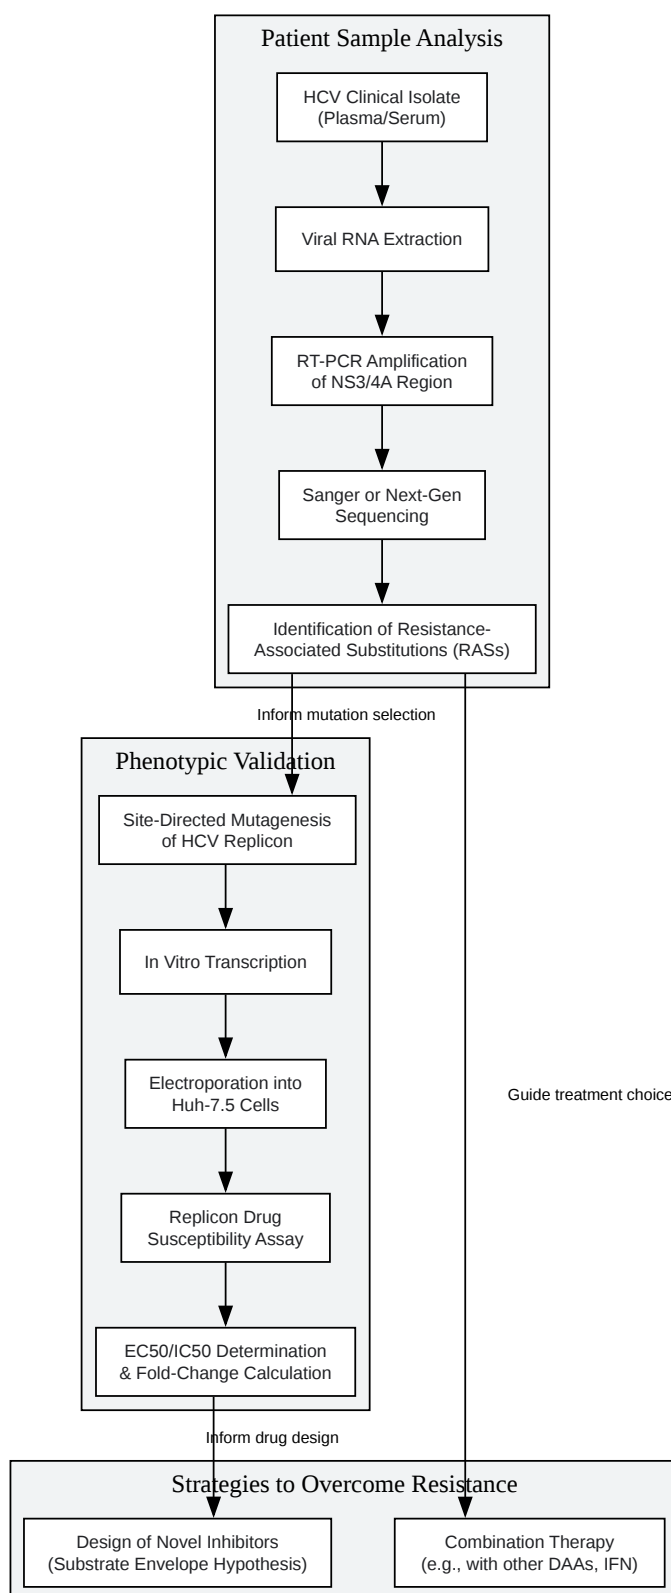 Patient Sample Analysis
HCV Clinical Isolate
(Plasma/Serum)
Viral RNA Extraction
RT-PCR Amplification
of NS3/4A Region
Sanger or Next-Gen
Sequencing
Identification of Resistance-
Associated Substitutions (RASs)
Inform mutation selection
Phenotypic Validation
Site-Directed Mutagenesis
of HCV Replicon
In Vitro Transcription
Electroporation into
Huh-7.5 Cells
Guide treatment choice
Replicon Drug
Susceptibility Assay
EC50/IC50 Determination
& Fold-Change Calculation
Inform drug design
Strategies to Overcome Resistance
Design of Novel Inhibitors
(Substrate Envelope Hypothesis)
Combination Therapy
(e.g., with other DAAs, IFN)